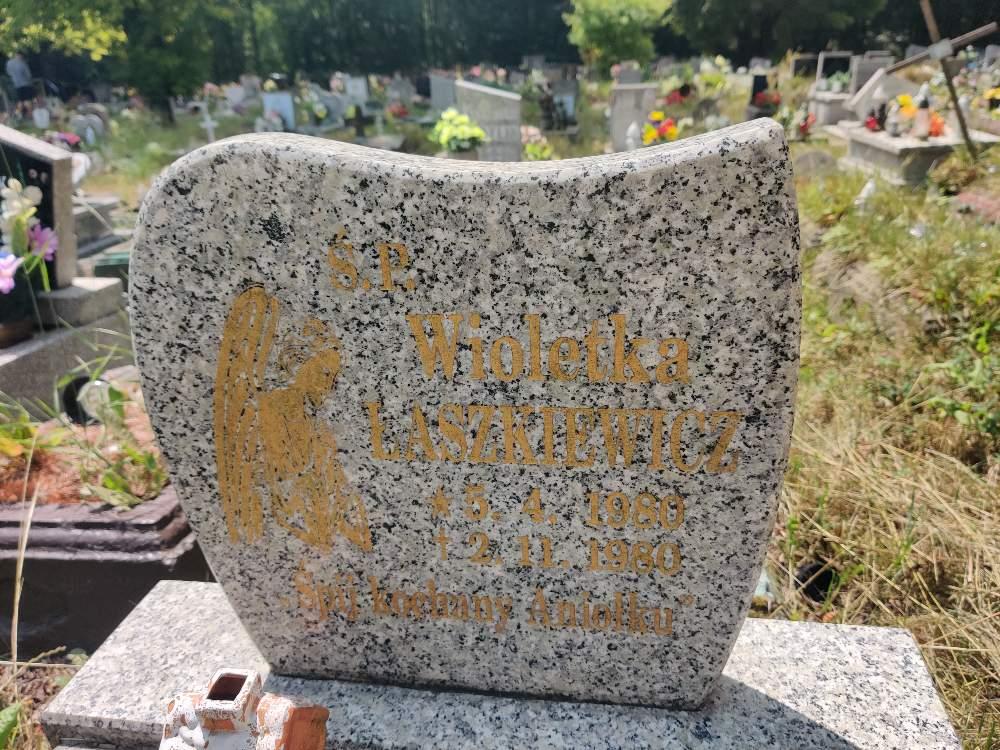 Ś.P.
Wioletka
ŁASZKIEWICZ
★ 5. 4. 1980
† 2. 11. 1980
„Śpij kochany Aniołku”